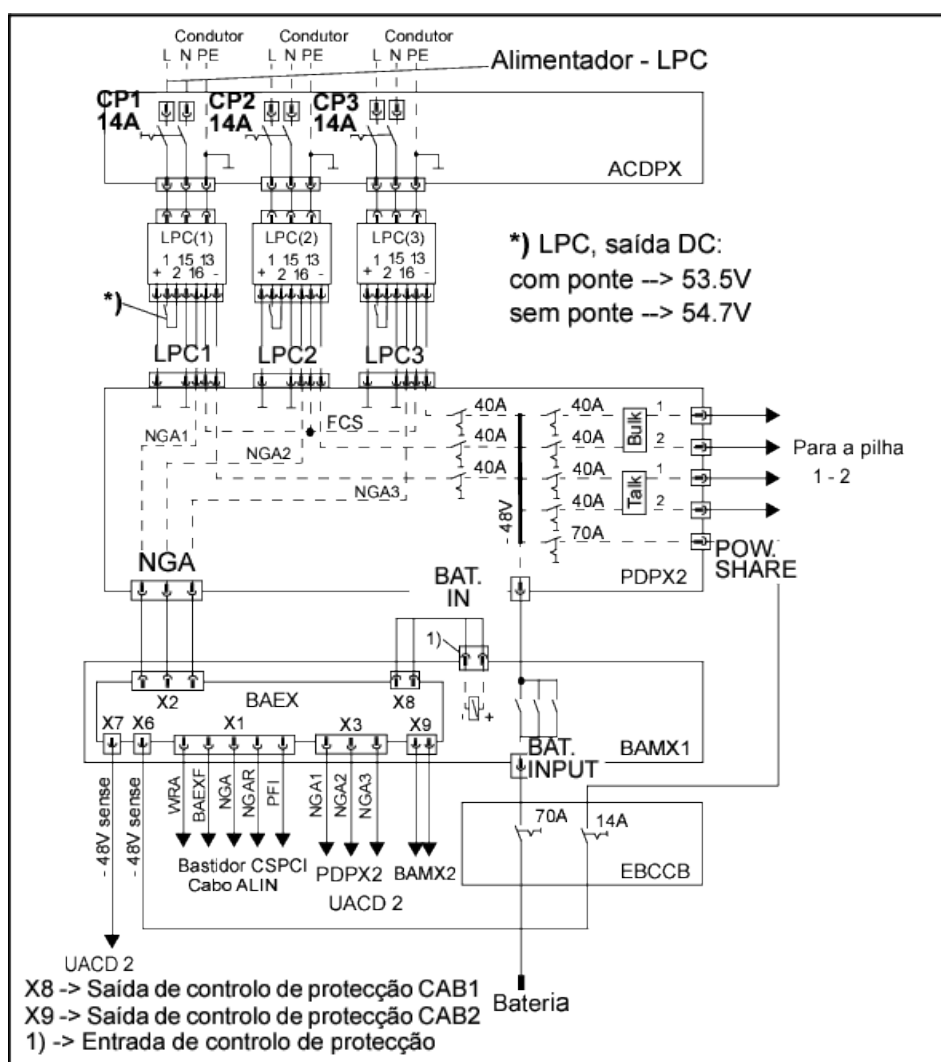 Condutor Condutor Condutor
L N PE L N PE L N PE
Alimentador - LPC
CP1 CP2 CP3
14A 14A 14A
ACDPX
LPC(1) LPC(2) LPC(3)
1 15 13 1 15 13 1 15 13
+ 2 16 - + 2 16 - + 2 16 -
*) LPC, saída DC:
com ponte --> 53.5V
sem ponte --> 54.7V
*)
LPC1 LPC2 LPC3
40A 40A 1
FCS
Bulk
NGA1
40A 40A 2
NGA2
Para a pilha
1 - 2
40A 40A 1
NGA3
Talk
40A 2
- 48V
70A
NGA
POW.
SHARE
BAT.
IN
PDPX2
1)
X2 BAEX X8
- +
X7 X6 X1 X3 X9
BAMX1
BAT.
INPUT
- 48V sense
- 48V sense
WRA
BAEXF
NGA
NGAR
PFI
NGA1
NGA2
NGA3
70A 14A
EBCCB
Bastidor CSPCI
Cabo ALIN
PDPX2 BAMX2
UACD 2
UACD 2
Bateria
X8 -> Saída de controlo de protecção CAB1
X9 -> Saída de controlo de protecção CAB2
1) -> Entrada de controlo de protecção